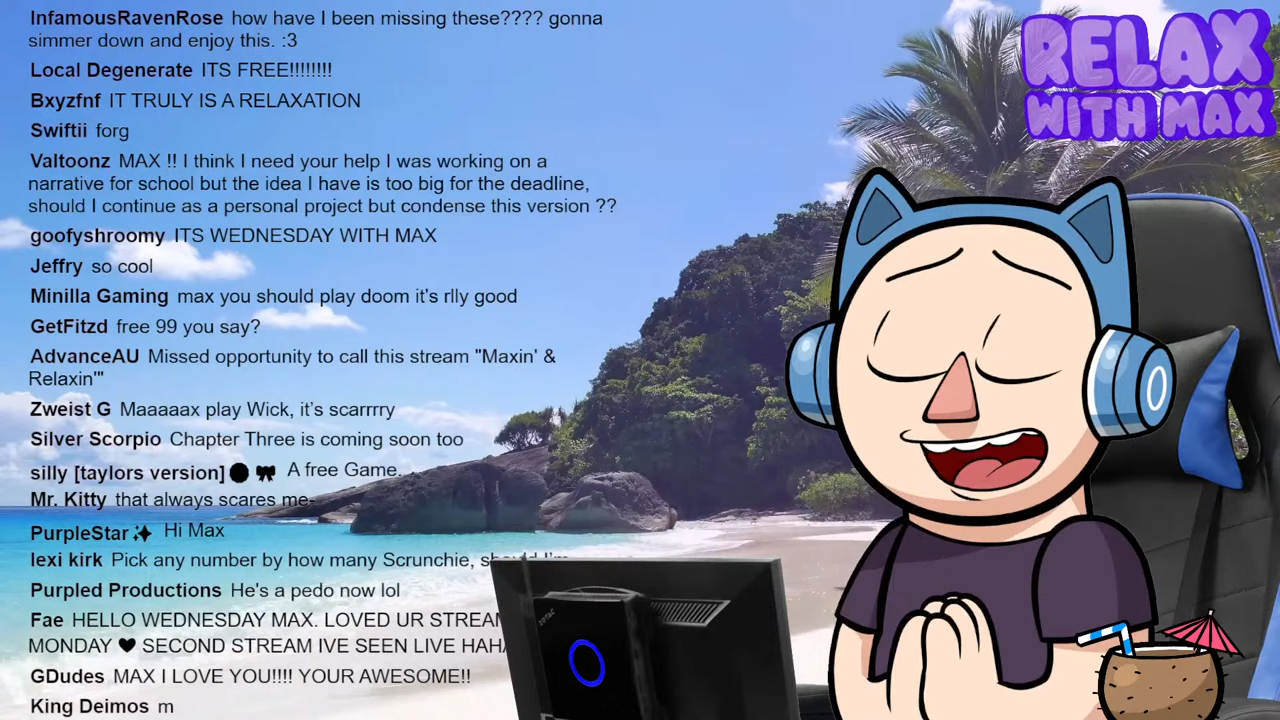 InfamousRavenRose how have I been missing these???? gonna
simmer down and enjoy this. :3
Local Degenerate ITS FREE!!!!!!!!
Bxyzfnf IT TRULY IS A RELAXATION
Swiftii forg
Valtoonz MAX !! I think I need your help I was working on a
narrative for school but the idea I have is too big for the deadline,
should I continue as a personal project but condense this version ??
goofyshroomy ITS WEDNESDAY WITH MAX
Jeffry so cool
Minilla Gaming max you should play doom it's rlly good
GetFitzd free 99 you say?
AdvanceAU Missed opportunity to call this stream "Maxin' &
Relaxin'"
Zweist G Maaaaax play Wick, it's scarrrry
Silver Scorpio Chapter Three is coming soon too
silly [taylors version] A free Game.
Mr. Kitty that always scares me-
PurpleStar Hi Max
lexi kirk Pick any number by how many Scrunchie, should I'm
Purpled Productions He's a pedo now lol
Fae HELLO WEDNESDAY MAX. LOVED UR STREAM
MONDAY ♥ SECOND STREAM IVE SEEN LIVE HAHA
GDudes MAX I LOVE YOU!!!! YOUR AWESOME!!
King Deimos m
RELAX
WITH MAX
ZOTAC